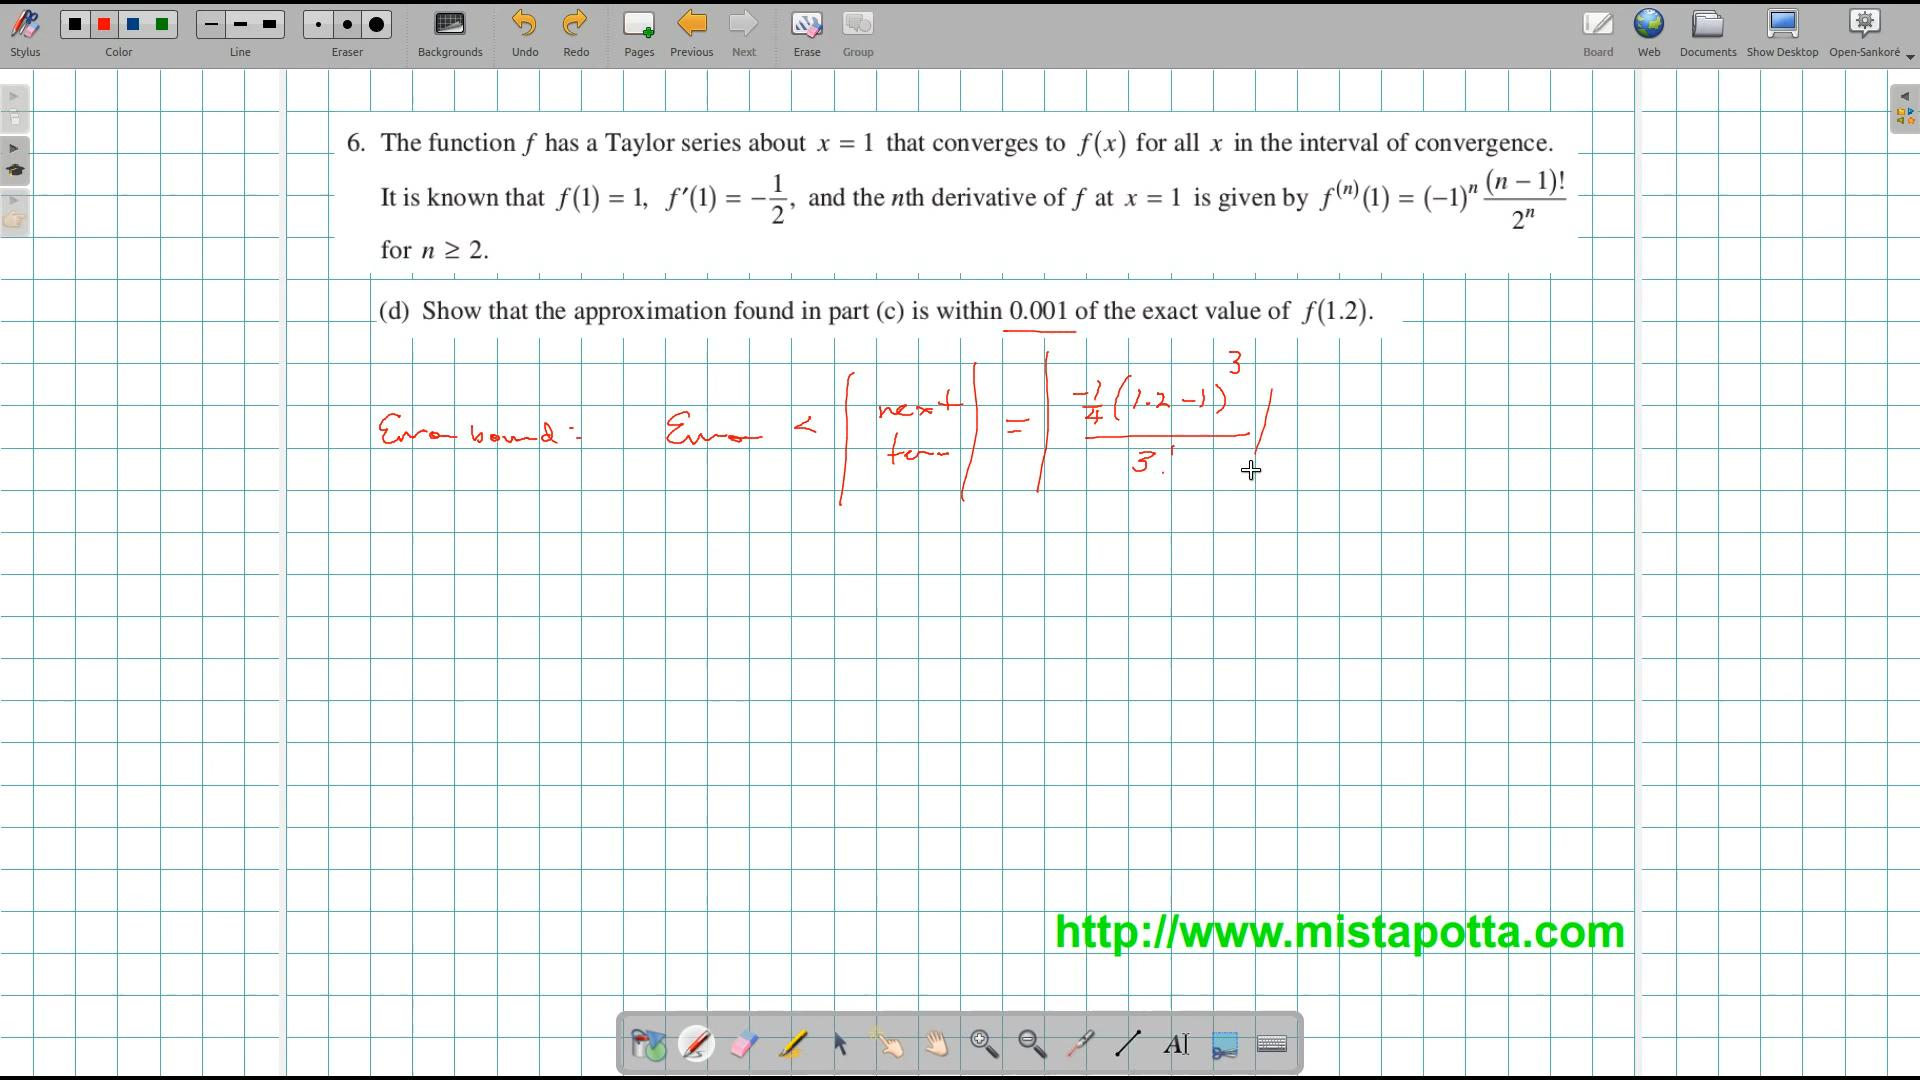 Stylus Color Line Eraser Backgrounds Undo Redo Pages Previous Next Erase Group Board Web Documents Show Desktop Open-Sankoré
6. The function f has a Taylor series about x = 1 that converges to f(x) for all x in the interval of convergence.
It is known that f(1) = 1, f′(1) = −1/2, and the nth derivative of f at x = 1 is given by f⁽ⁿ⁾(1) = (−1)ⁿ (n − 1)!/2ⁿ
for n ≥ 2.
(d) Show that the approximation found in part (c) is within 0.001 of the exact value of f(1.2).
Error bound: Error < |next term| = |-1/4 (1.2 - 1)³ / 3!|
http://www.mistapotta.com
AI